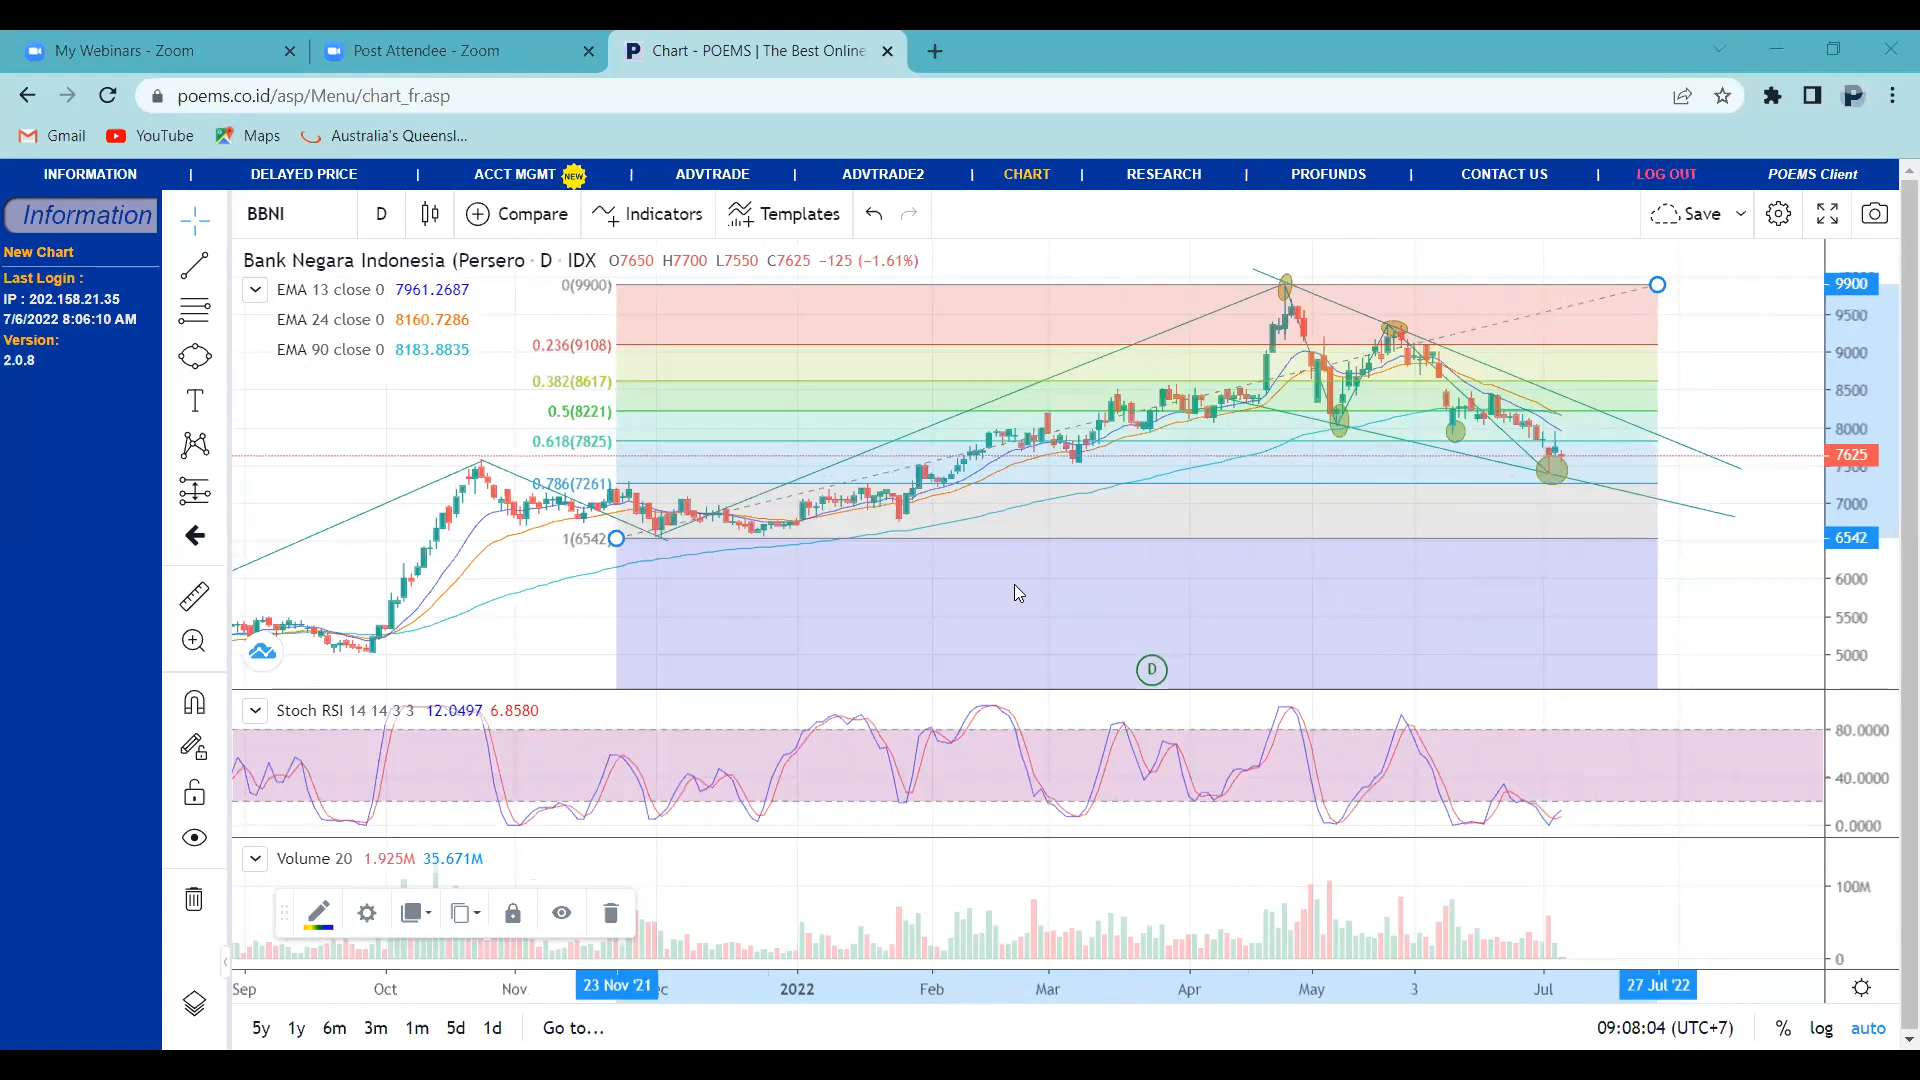 My Webinars - Zoom
Post Attendee - Zoom
Chart - POEMS | The Best Online
poems.co.id/asp/Menu/chart_fr.asp
Gmail YouTube Maps Australia's Queensl...
INFORMATION | DELAYED PRICE | ACCT MGMT NEW | ADVTRADE | ADVTRADE2 | CHART | RESEARCH | PROFUNDS | CONTACT US | LOG OUT POEMS Client
Information
New Chart
Last Login :
IP : 202.158.21.35
7/6/2022 8:06:10 AM
Version:
2.0.8
BBNI D Compare Indicators Templates Save
Bank Negara Indonesia (Persero · D · IDX O7650 H7700 L7550 C7625 −125 (−1.61%)
EMA 13 close 0 7961.2687
EMA 24 close 0 8160.7286
EMA 90 close 0 8183.8835
0(9900)
0.236(9108)
0.382(8617)
0.5(8221)
0.618(7825)
0.786(7261)
1(6542)
9900
9500
9000
8500
8000
7625
7500
7000
6542
6000
5500
5000
D
Stoch RSI 14 14 3 3 12.0497 6.8580
80.0000
40.0000
0.0000
Volume 20 1.925M 35.671M
100M
0
Sep Oct Nov 23 Nov '21 2022 Feb Mar Apr May 3 Jul 27 Jul '22
5y 1y 6m 3m 1m 5d 1d Go to... 09:08:04 (UTC+7) % log auto